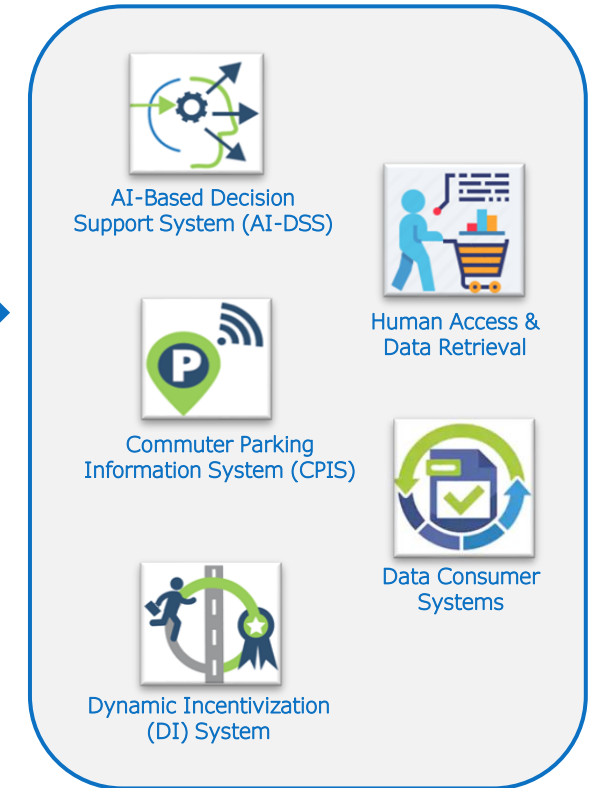 AI-Based Decision
Support System (AI-DSS)
Human Access &
Data Retrieval
P
Commuter Parking
Information System (CPIS)
Data Consumer
Systems
Dynamic Incentivization
(DI) System